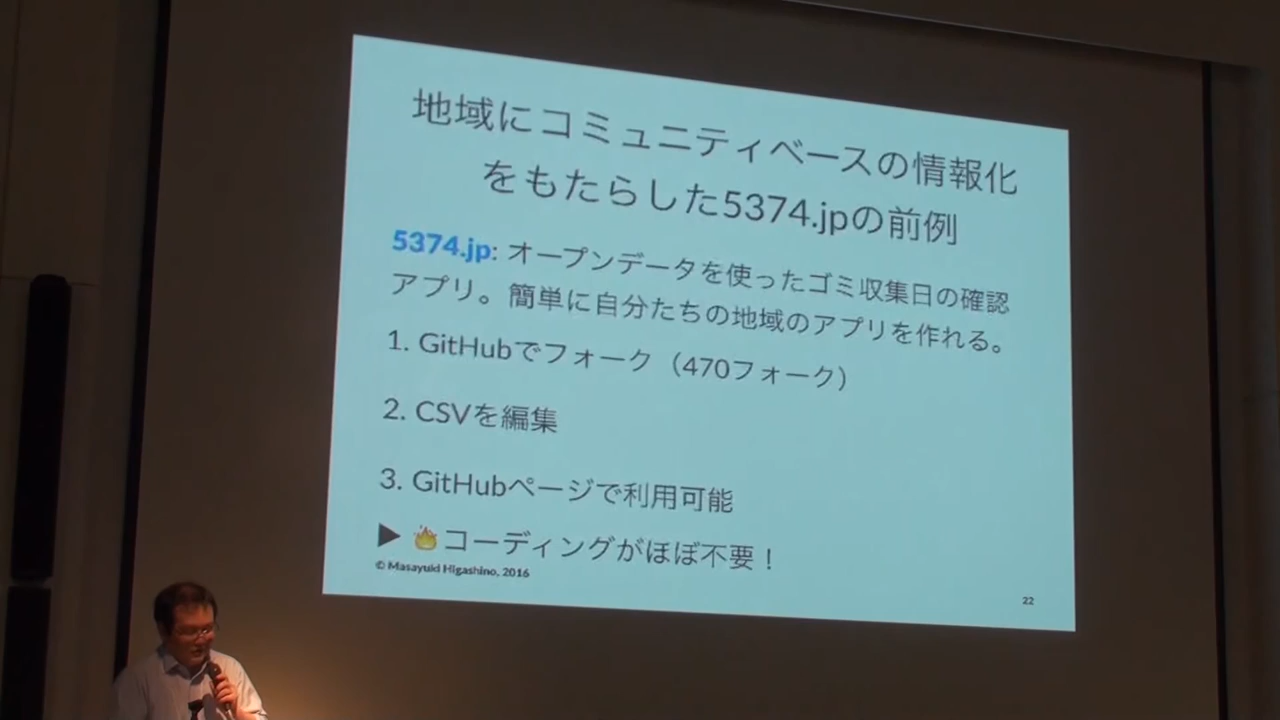 地域にコミュニティベースの情報化
をもたらした5374.jpの前例
5374.jp: オープンデータを使ったゴミ収集日の確認
アプリ。簡単に自分たちの地域のアプリを作れる。
1. GitHubでフォーク（470フォーク）
2. CSVを編集
3. GitHubページで利用可能
▶ 🔥コーディングがほぼ不要！
© Masayuki Higashino, 2016
22